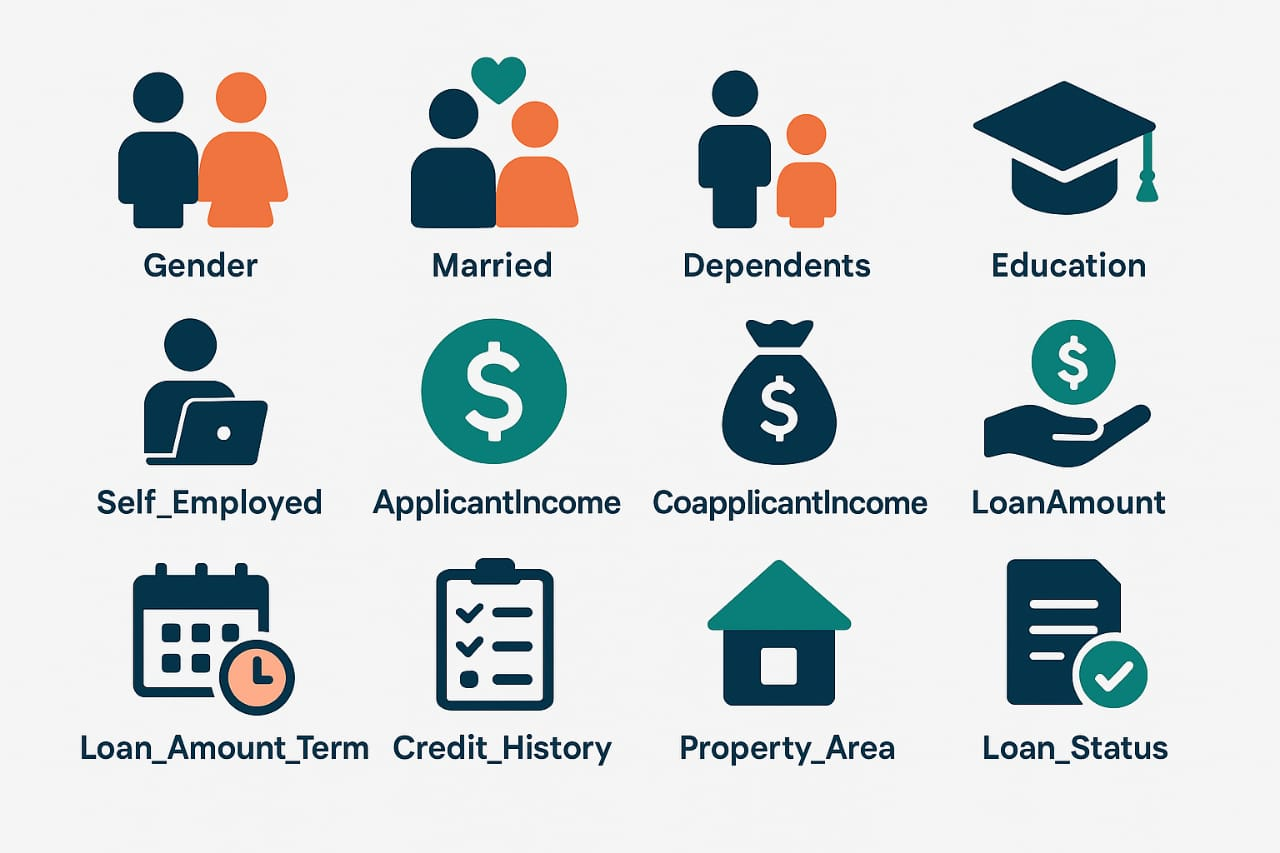 Gender
Married
Dependents
Education
$
$
$
Self_Employed
ApplicantIncome
CoapplicantIncome
LoanAmount
Loan_Amount_Term
Credit_History
Property_Area
Loan_Status